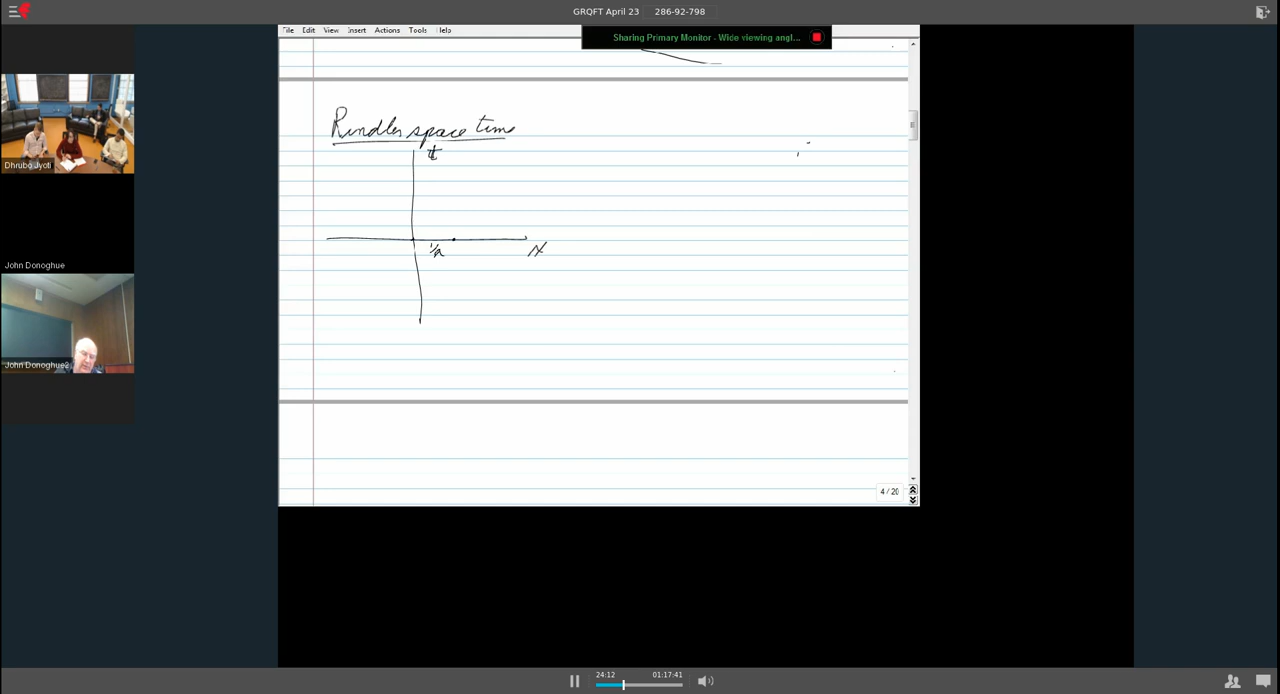 GRQFT April 23 286-92-798
File Edit View Insert Actions Tools Help
Sharing Primary Monitor - Wide viewing angl...
Rindler space time
t
1/a
x
Dhrubo Jyoti
John Donoghue
John Donoghue2
4 / 20
24:12 01:17:41